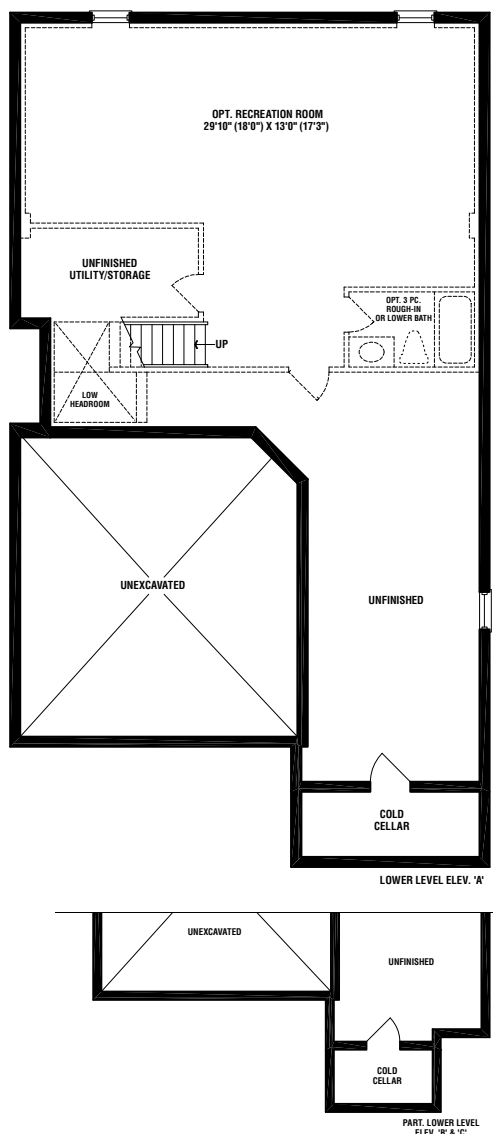 OPT. RECREATION ROOM
29'10" (18'0") X 13'0" (17'3")
UNFINISHED
UTILITY/STORAGE
OPT. 3 PC.
ROUGH-IN
OR LOWER BATH
UP
LOW
HEADROOM
UNEXCAVATED
UNFINISHED
COLD
CELLAR
LOWER LEVEL ELEV. 'A'
UNEXCAVATED
UNFINISHED
COLD
CELLAR
PART. LOWER LEVEL
ELEV. 'B' & 'C'